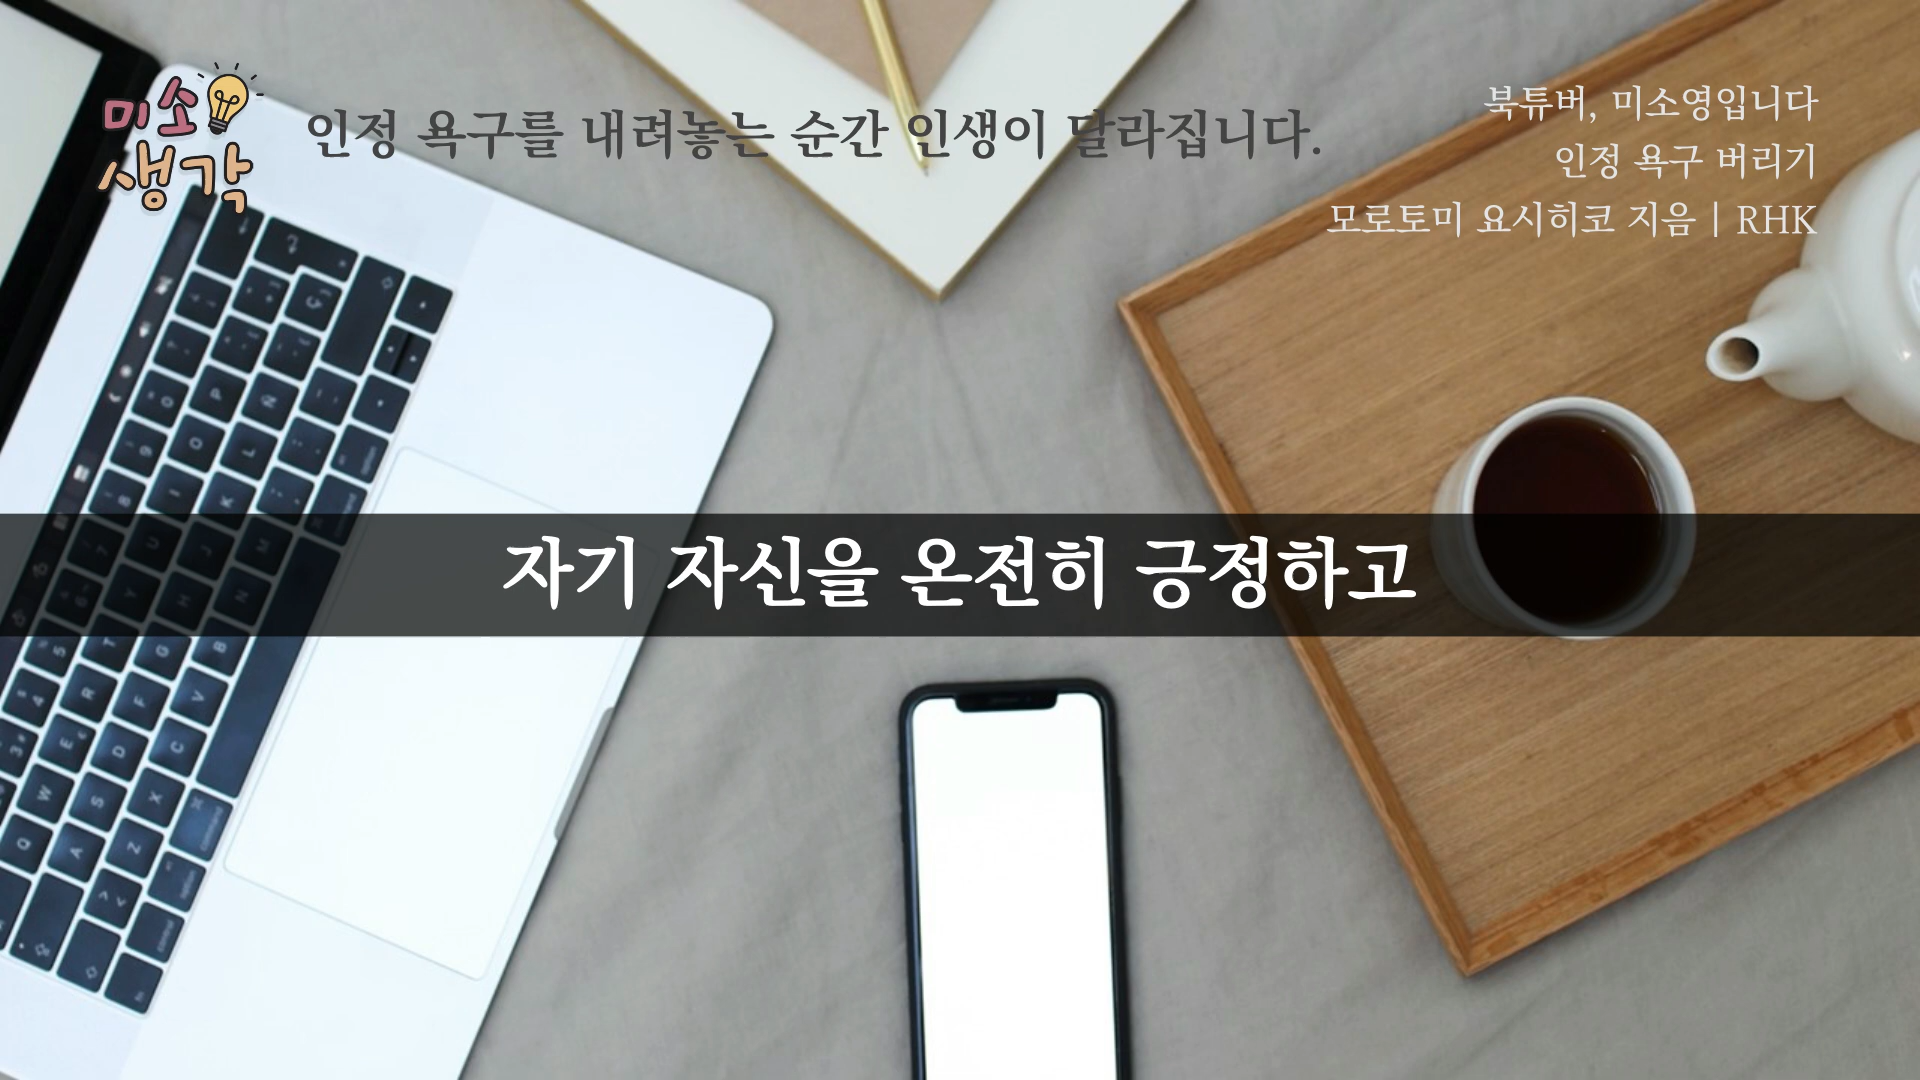 미소
생각
인정 욕구를 내려놓는 순간 인생이 달라집니다.
북튜버, 미소영입니다
인정 욕구 버리기
모로토미 요시히코 지음 | RHK
자기 자신을 온전히 긍정하고